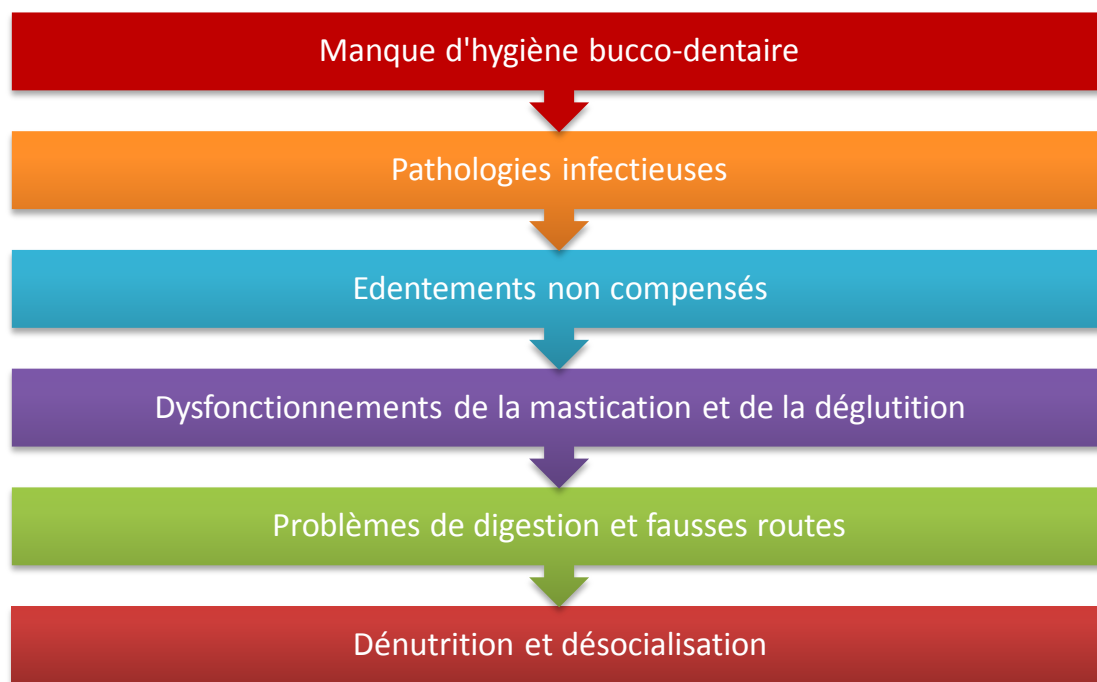 Manque d'hygiène bucco-dentaire
Pathologies infectieuses
Edentements non compensés
Dysfonctionnements de la mastication et de la déglutition
Problèmes de digestion et fausses routes
Dénutrition et désocialisation